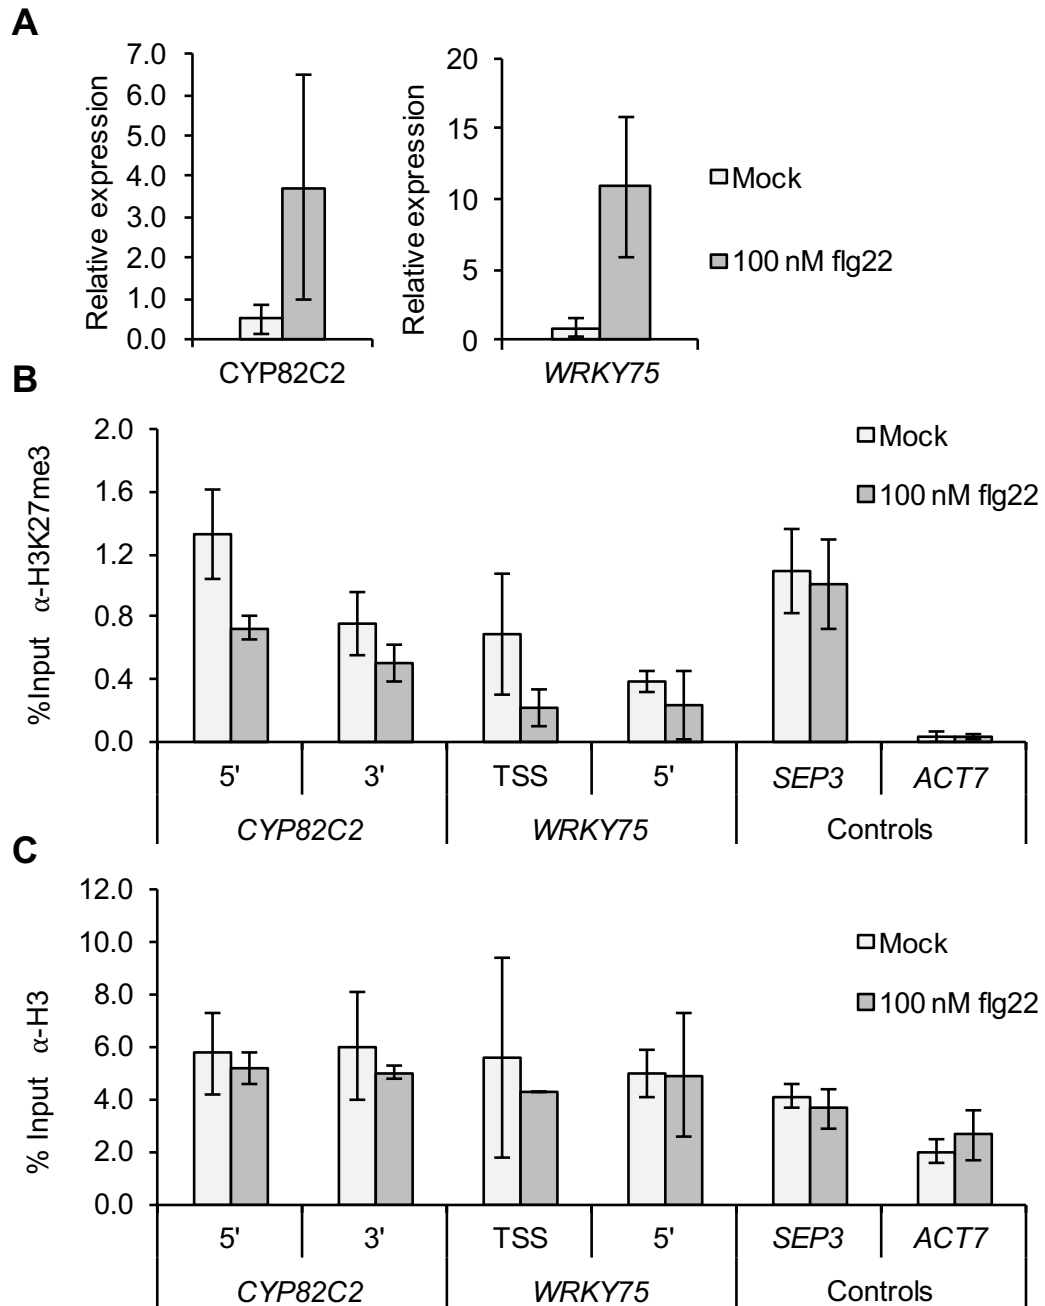 A
Relative expression
7.0
6.0
5.0
4.0
3.0
2.0
1.0
0.0
CYP82C2
Relative expression
20
15
10
5
0
WRKY75
Mock
100 nM flg22
B
%Input α-H3K27me3
2.0
1.6
1.2
0.8
0.4
0.0
Mock
100 nM flg22
5' 3' TSS 5' SEP3 ACT7
CYP82C2 WRKY75 Controls
C
% Input α-H3
12.0
10.0
8.0
6.0
4.0
2.0
0.0
Mock
100 nM flg22
5' 3' TSS 5' SEP3 ACT7
CYP82C2 WRKY75 Controls